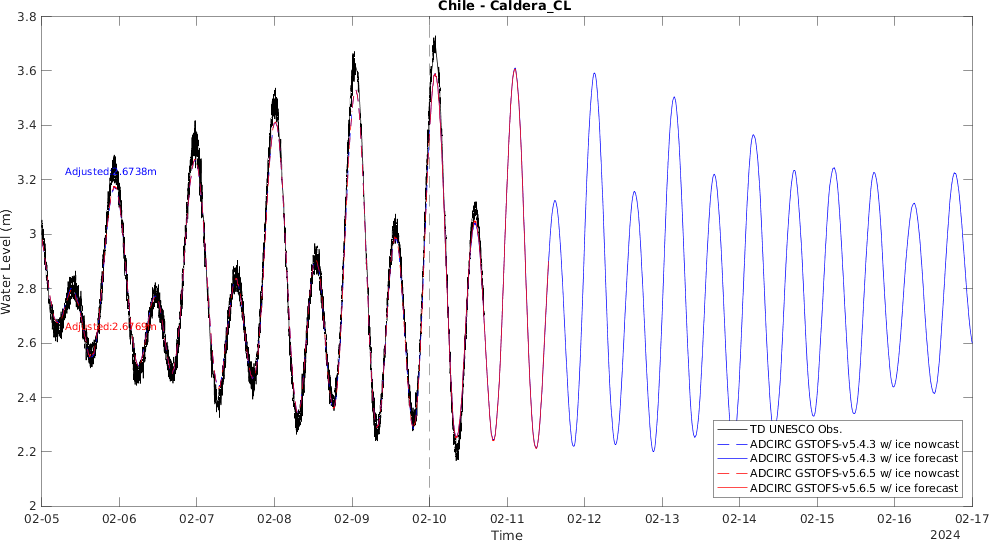 Chile - Caldera_CL
3.8
3.6
3.4
3.2
3
2.8
2.6
2.4
2.2
2
Water Level (m)
Adjusted:2.6738m
Adjusted:2.6769m
TD UNESCO Obs.
ADCIRC GSTOFS-v5.4.3 w/ ice nowcast
ADCIRC GSTOFS-v5.4.3 w/ ice forecast
ADCIRC GSTOFS-v5.6.5 w/ ice nowcast
ADCIRC GSTOFS-v5.6.5 w/ ice forecast
02-05 02-06 02-07 02-08 02-09 02-10 02-11 02-12 02-13 02-14 02-15 02-16 02-17
Time
2024